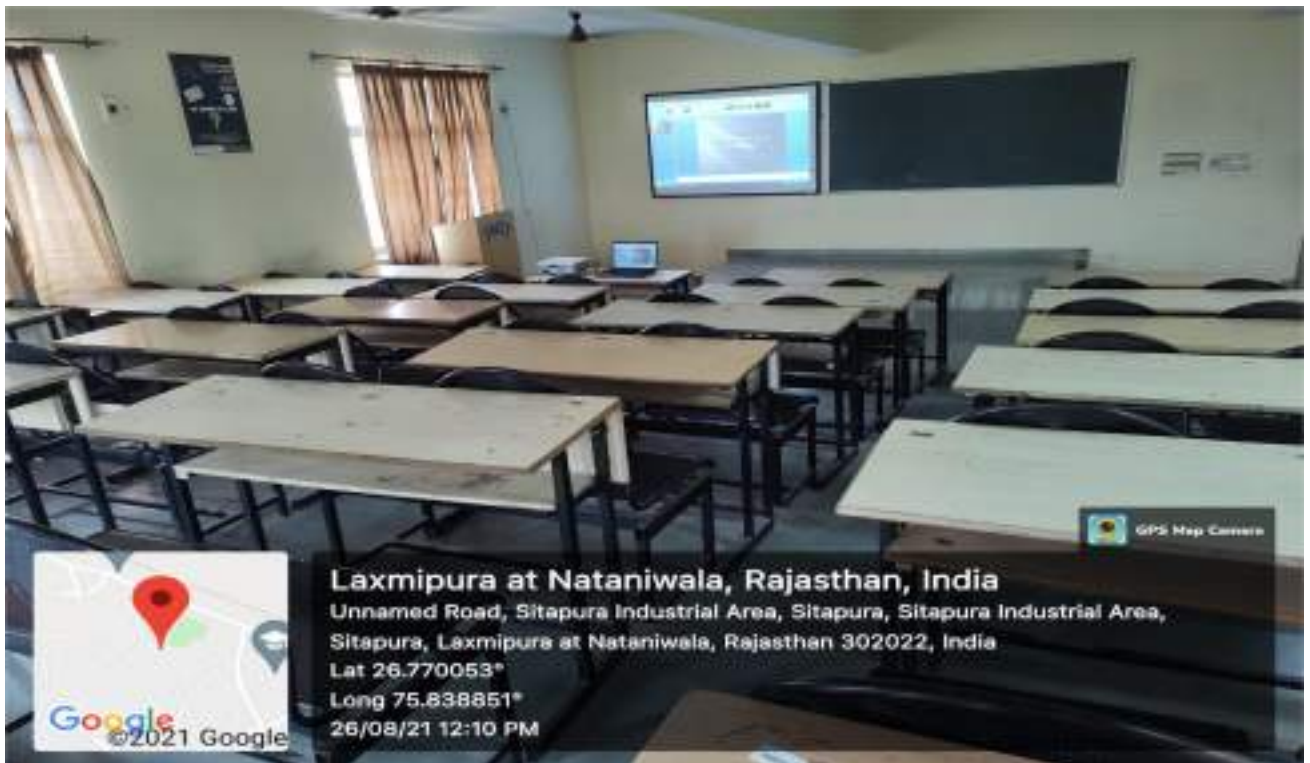 GPS Map Camera
Laxmipura at Nataniwala, Rajasthan, India
Unnamed Road, Sitapura Industrial Area, Sitapura, Sitapura Industrial Area,
Sitapura, Laxmipura at Nataniwala, Rajasthan 302022, India
Lat 26.770053°
Long 75.838851°
26/08/21 12:10 PM
Google
©2021 Google